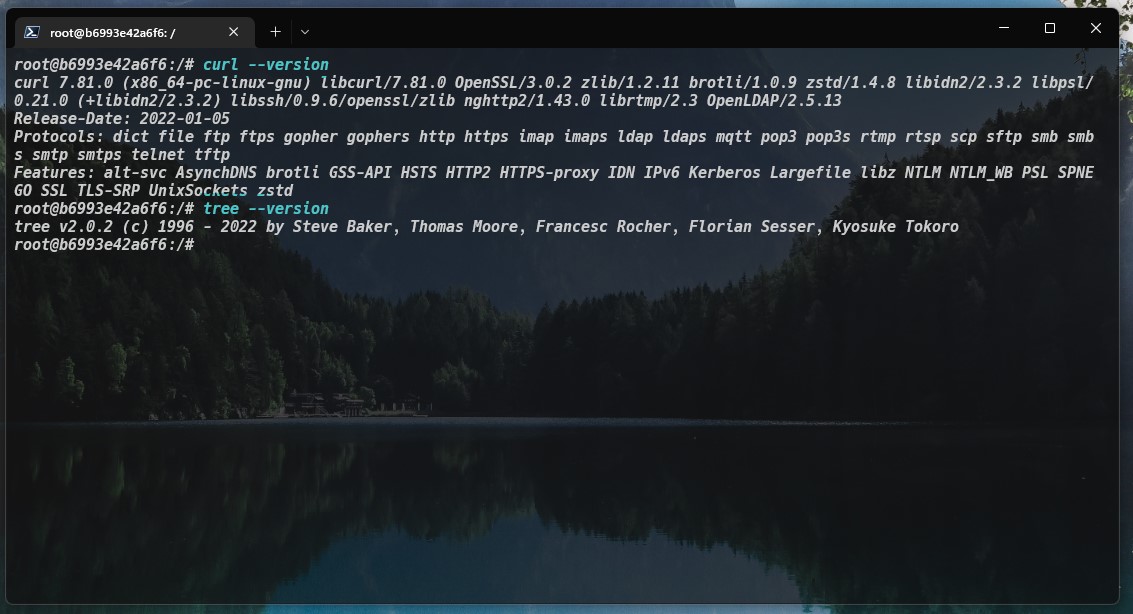 root@b6993e42a6f6: /
root@b6993e42a6f6:/# curl --version
curl 7.81.0 (x86_64-pc-linux-gnu) libcurl/7.81.0 OpenSSL/3.0.2 zlib/1.2.11 brotli/1.0.9 zstd/1.4.8 libidn2/2.3.2 libpsl/
0.21.0 (+libidn2/2.3.2) libssh/0.9.6/openssl/zlib nghttp2/1.43.0 librtmp/2.3 OpenLDAP/2.5.13
Release-Date: 2022-01-05
Protocols: dict file ftp ftps gopher gophers http https imap imaps ldap ldaps mqtt pop3 pop3s rtmp rtsp scp sftp smb smb
s smtp smtps telnet tftp
Features: alt-svc AsynchDNS brotli GSS-API HSTS HTTP2 HTTPS-proxy IDN IPv6 Kerberos Largefile libz NTLM NTLM_WB PSL SPNE
GO SSL TLS-SRP UnixSockets zstd
root@b6993e42a6f6:/# tree --version
tree v2.0.2 (c) 1996 - 2022 by Steve Baker, Thomas Moore, Francesc Rocher, Florian Sesser, Kyosuke Tokoro
root@b6993e42a6f6:/#